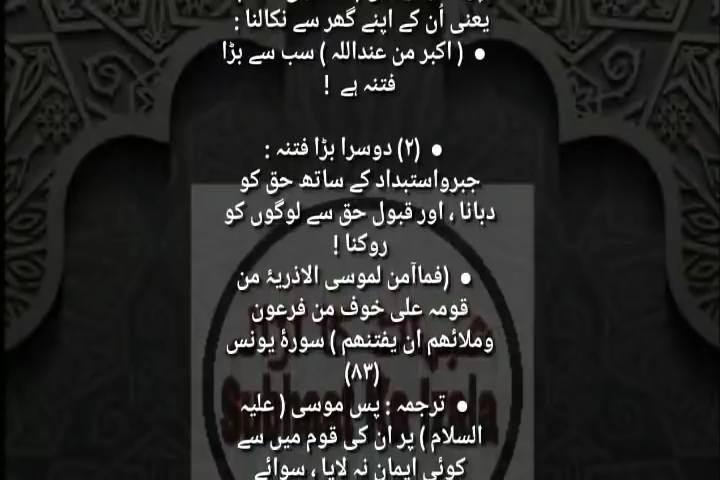 یعنی اُن کے اپنے گھر سے نکالنا :
● ( اکبر من عنداللہ ) سب سے بڑا
فتنہ ہے !
● (۲) دوسرا بڑا فتنہ :
جبرواستبداد کے ساتھ حق کو
دبانا ، اور قبول حق سے لوگوں کو
روکنا !
● (فماآمن لموسی الاذریۂ من
قومہ علی خوف من فرعون
وملائھم ان یفتنھم ) سورۂ یونس
(۸۳)
● ترجمہ : پس موسی ( علیہ
السلام ) پر ان کی قوم میں سے
کوئی ایمان نہ لایا ، سوائے